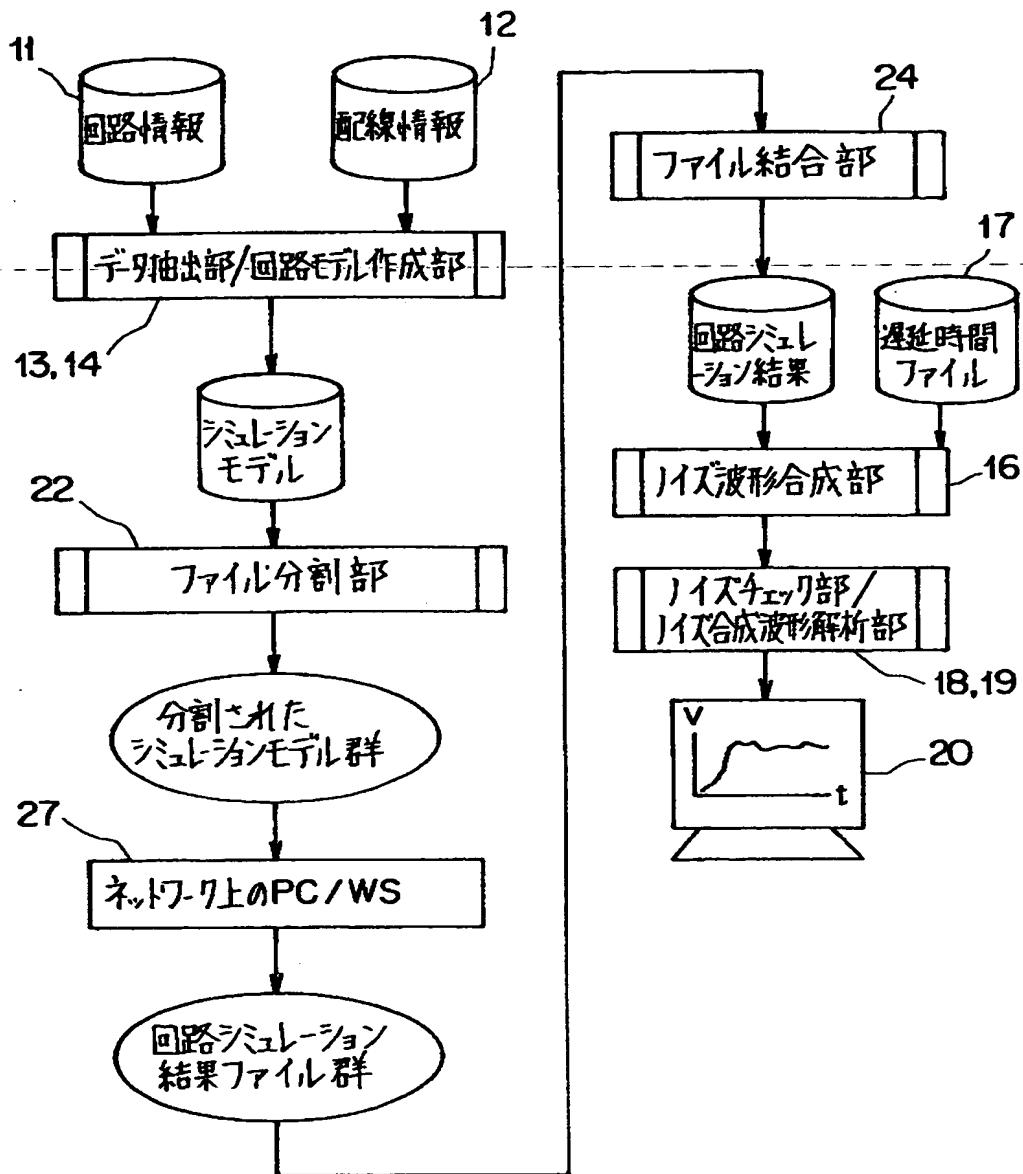 11
回路情報
12
配線情報
データ抽出部/回路モデル作成部
13,14
シミュレーション
モデル
22
ファイル分割部
分割された
シミュレーションモデル群
27
ネットワーク上のPC/WS
回路シミュレーション
結果ファイル群
24
ファイル結合部
17
回路シミュレ
ーション結果
遅延時間
ファイル
ノイズ波形合成部
16
ノイズチェック部/
ノイズ合成波形解析部
18,19
V
t
20